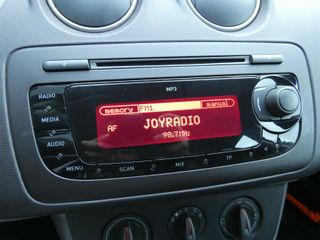 MP3
RADIO
MEDIA
AUDIO
memory FM1 manual
AF JOYRADIO
98.7MHz
MENU SCAN MIX TP